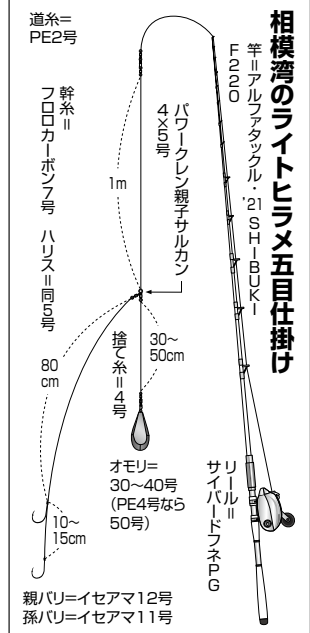 相模湾のライトヒラメ五目仕掛け
竿=アルファタックル・'21 SHIBUKI
F220
道糸=
PE2号
パワークレン親子サルカン
4×5号
幹糸=
フロロカーボン7号 ハリス=同5号
1m
30〜
50cm
捨て糸=4号
80
cm
オモリ=
30〜40号
(PE4号なら
50号)
リール=
サイバードフネPG
10〜
15cm
親バリ=イセアマ12号
孫バリ=イセアマ11号